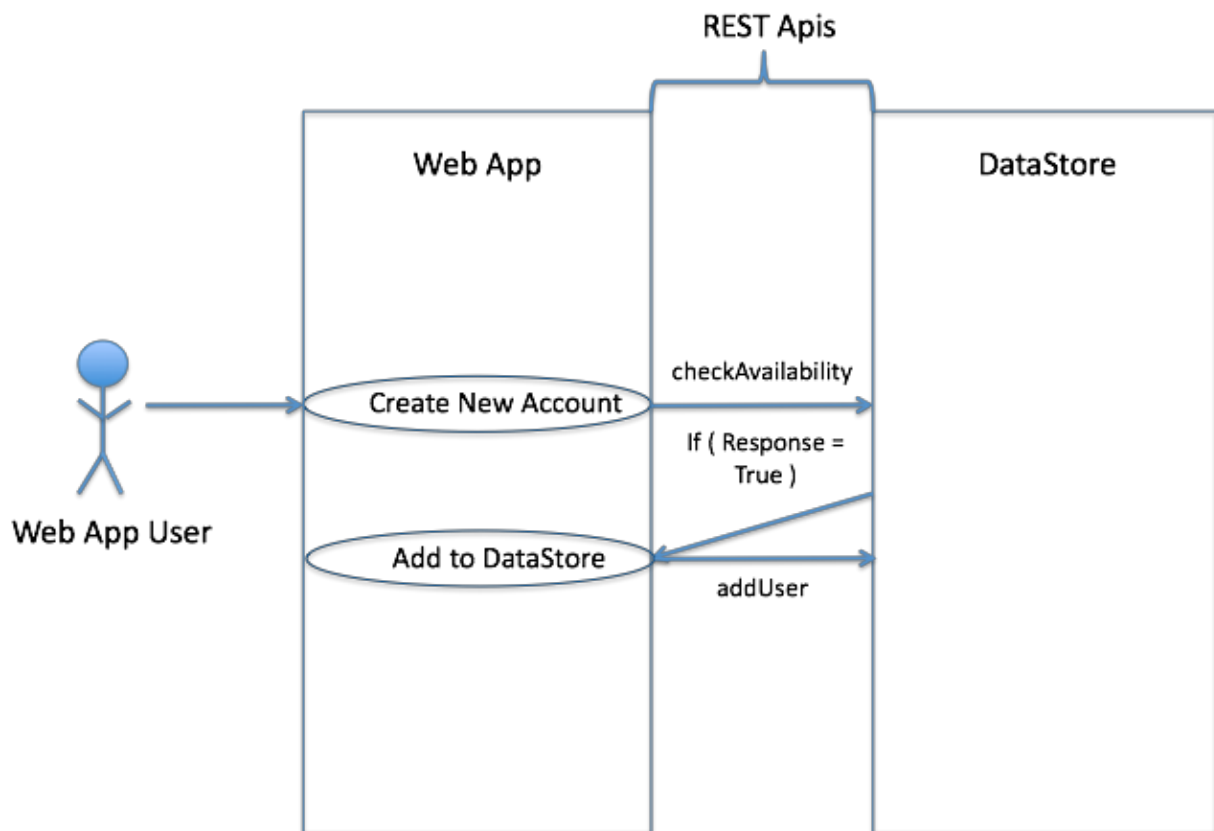 REST Apis
Web App
DataStore
checkAvailability
Create New Account
If ( Response =
True )
Web App User
Add to DataStore
addUser